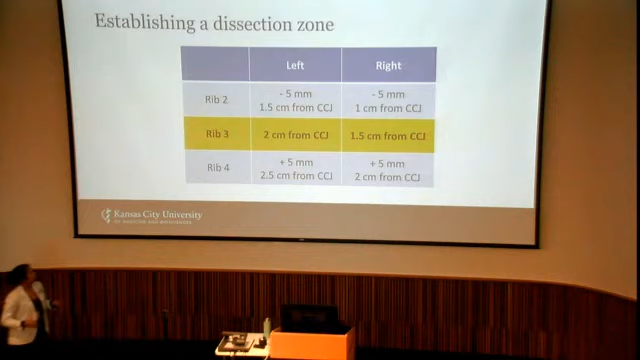 Establishing a dissection zone
Left Right
Rib 2
- 5 mm
1.5 cm from CCJ
- 5 mm
1 cm from CCJ
Rib 3 2 cm from CCJ 1.5 cm from CCJ
Rib 4
+ 5 mm
2.5 cm from CCJ
+ 5 mm
2 cm from CCJ
Kansas City University